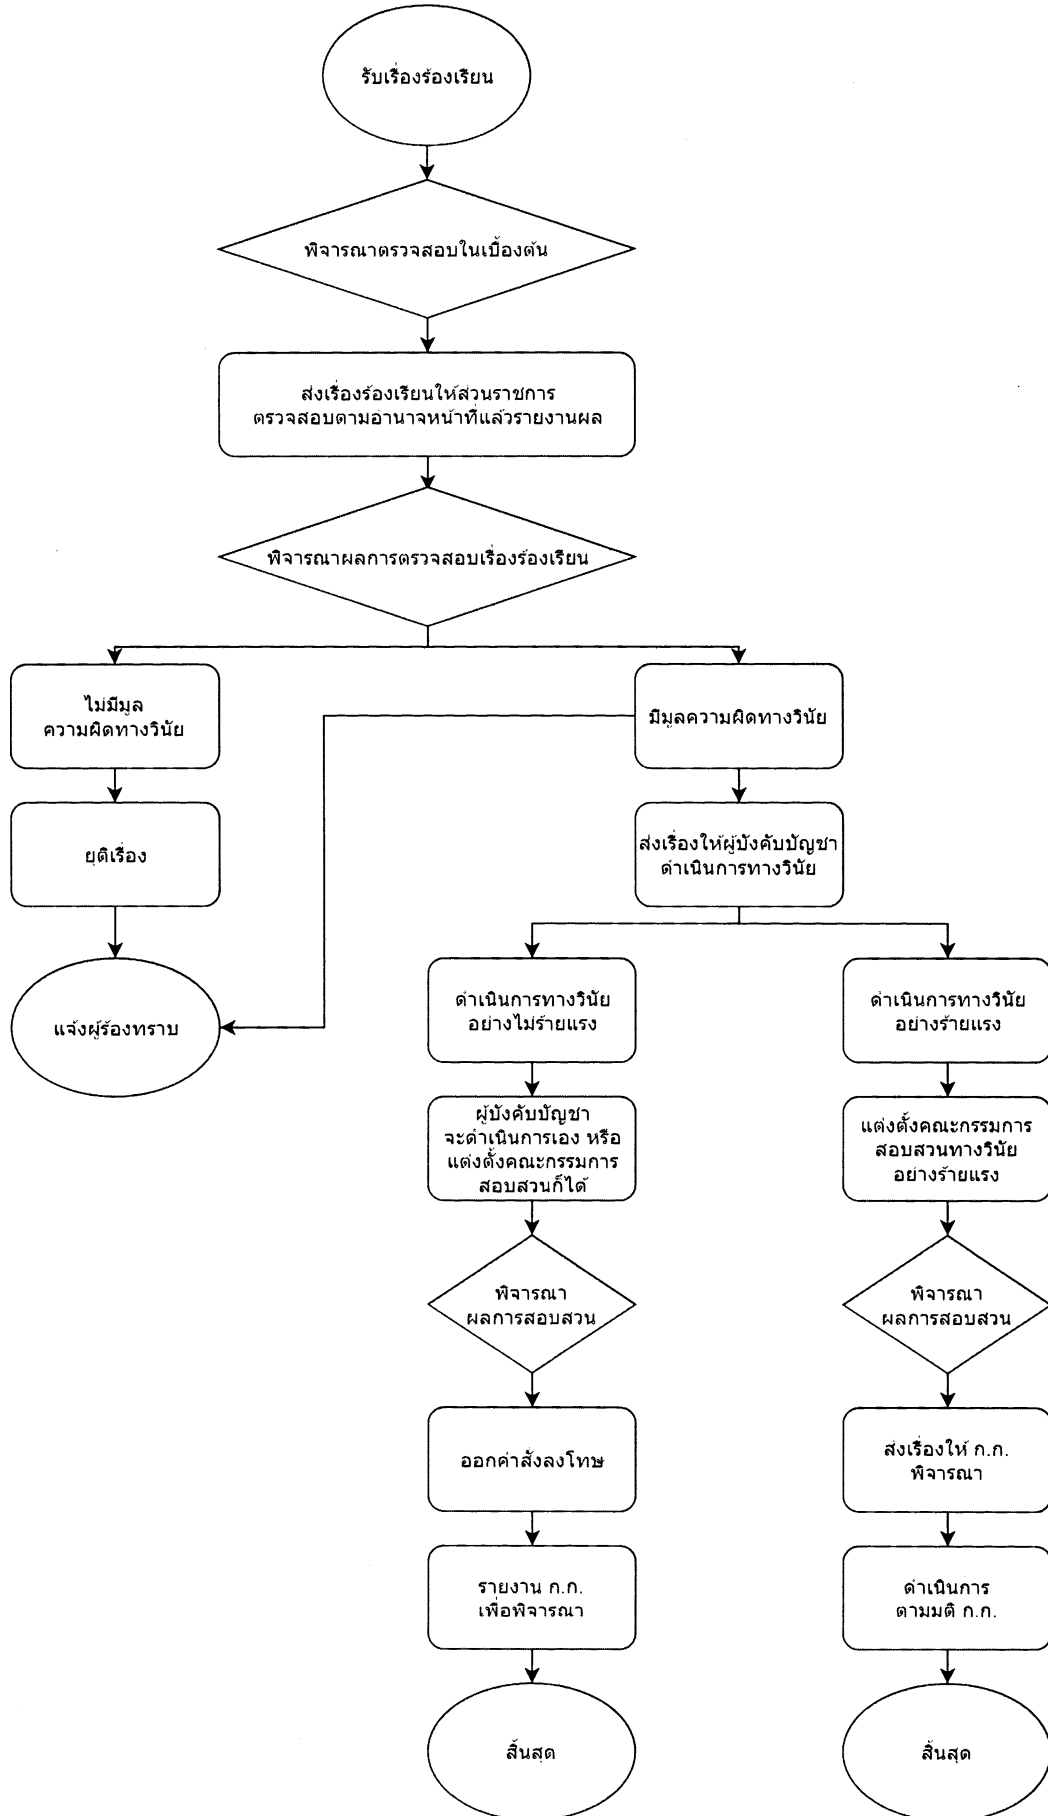 รับเรื่องร้องเรียน
พิจารณาตรวจสอบในเบื้องต้น
ส่งเรื่องร้องเรียนให้ส่วนราชการ
ตรวจสอบตามอำนาจหน้าที่แล้วรายงานผล
พิจารณาผลการตรวจสอบเรื่องร้องเรียน
ไม่มีมูล
ความผิดทางวินัย
มีมูลความผิดทางวินัย
ยุติเรื่อง
ส่งเรื่องให้ผู้บังคับบัญชา
ดำเนินการทางวินัย
แจ้งผู้ร้องทราบ
ดำเนินการทางวินัย
อย่างไม่ร้ายแรง
ดำเนินการทางวินัย
อย่างร้ายแรง
ผู้บังคับบัญชา
จะดำเนินการเอง หรือ
แต่งตั้งคณะกรรมการ
สอบสวนก็ได้
แต่งตั้งคณะกรรมการ
สอบสวนทางวินัย
อย่างร้ายแรง
พิจารณา
ผลการสอบสวน
พิจารณา
ผลการสอบสวน
ออกคำสั่งลงโทษ
ส่งเรื่องให้ ก.ก.
พิจารณา
รายงาน ก.ก.
เพื่อพิจารณา
ดำเนินการ
ตามมติ ก.ก.
สิ้นสุด
สิ้นสุด